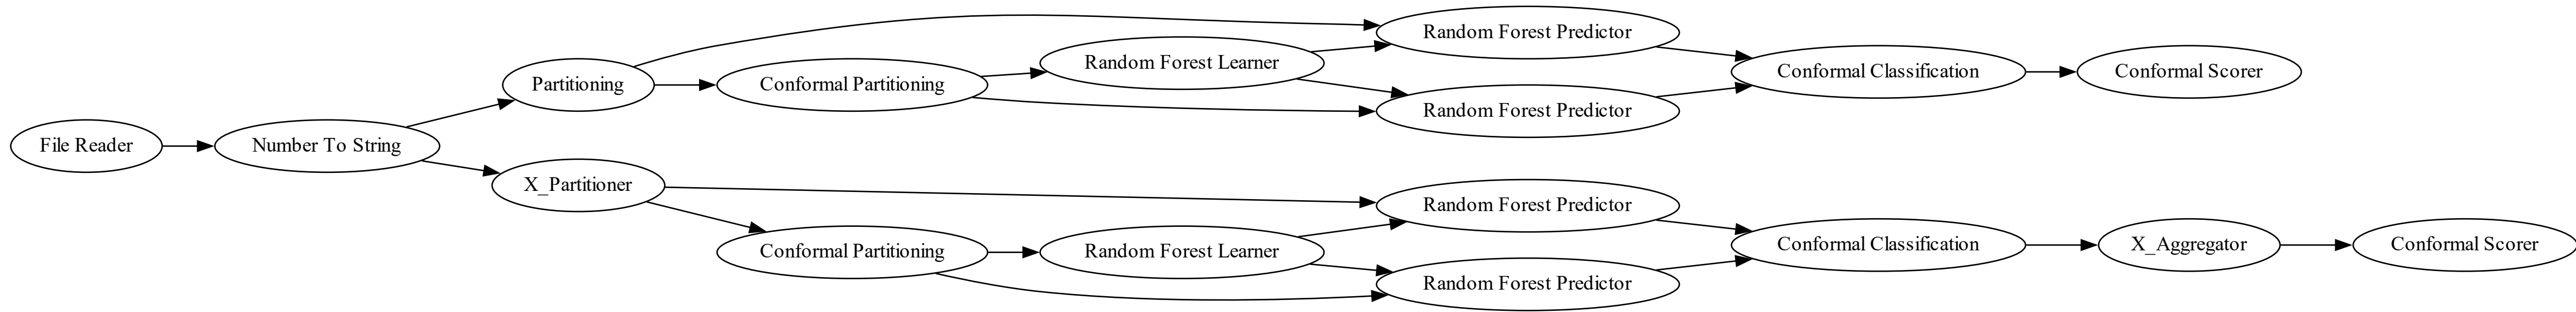 File Reader
Number To String
Partitioning
Conformal Partitioning
Random Forest Learner
Random Forest Predictor
Random Forest Predictor
Conformal Classification
Conformal Scorer
X_Partitioner
Conformal Partitioning
Random Forest Learner
Random Forest Predictor
Random Forest Predictor
Conformal Classification
X_Aggregator
Conformal Scorer